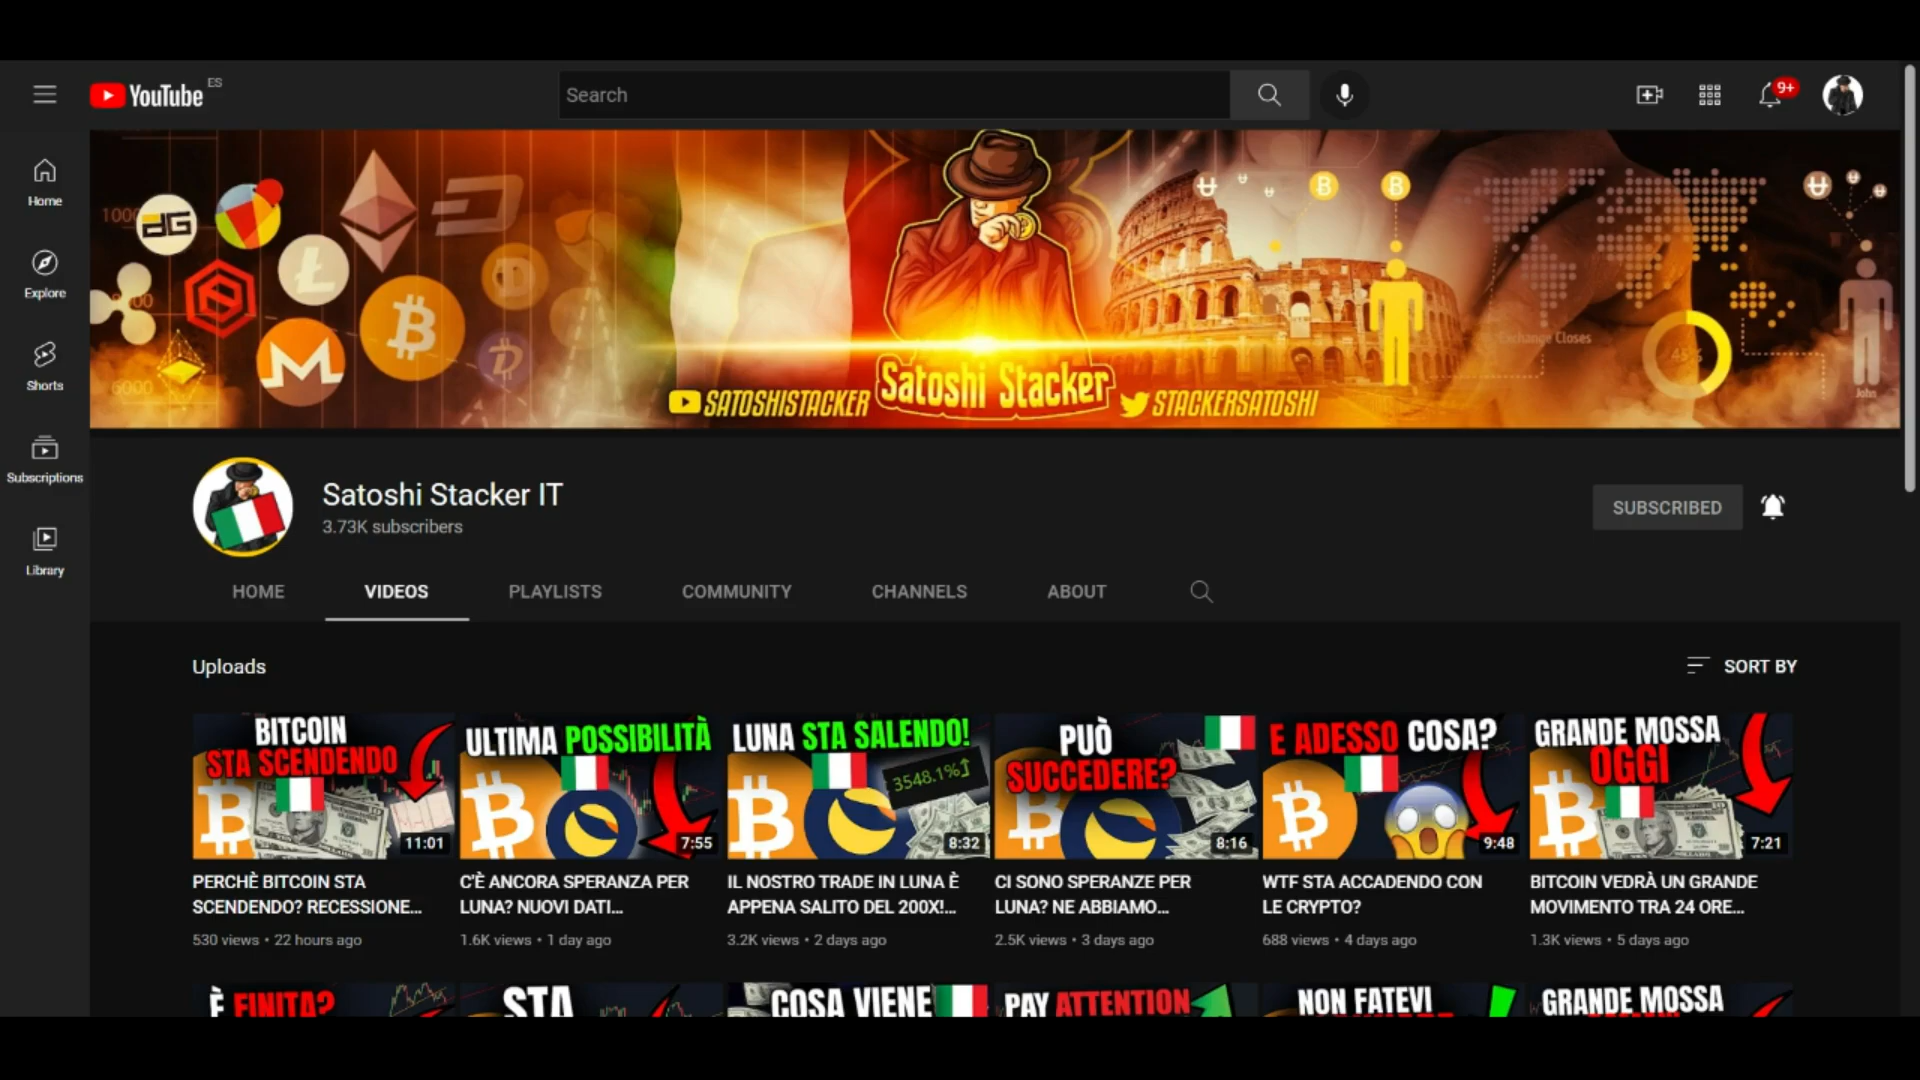 YouTube ES
Search
9+
Home
Explore
Shorts
Subscriptions
Library
1000
dG
6000
Exchange Closes
45%
John
Satoshi Stacker
SATOSHISTACKER
STACKERSATOSHI
Satoshi Stacker IT
3.73K subscribers
SUBSCRIBED
HOME
VIDEOS
PLAYLISTS
COMMUNITY
CHANNELS
ABOUT
Uploads
SORT BY
BITCOIN
STA SCENDENDO
11:01
PERCHÈ BITCOIN STA
SCENDENDO? RECESSIONE...
530 views • 22 hours ago
ULTIMA POSSIBILITÀ
7:55
C'È ANCORA SPERANZA PER
LUNA? NUOVI DATI...
1.6K views • 1 day ago
LUNA STA SALENDO!
3548.1%
8:32
IL NOSTRO TRADE IN LUNA È
APPENA SALITO DEL 200X!...
3.2K views • 2 days ago
PUÒ
SUCCEDERE?
8:16
CI SONO SPERANZE PER
LUNA? NE ABBIAMO...
2.5K views • 3 days ago
E ADESSO COSA?
9:48
WTF STA ACCADENDO CON
LE CRYPTO?
688 views • 4 days ago
GRANDE MOSSA
OGGI
7:21
BITCOIN VEDRÀ UN GRANDE
MOVIMENTO TRA 24 ORE...
1.3K views • 5 days ago
È FINITA?
STA
COSA VIENE
PAY ATTENTION
NON FATEVI
GRANDE MOSSA